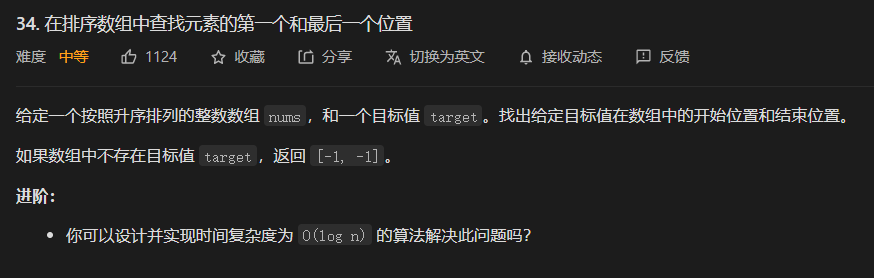 34. 在排序数组中查找元素的第一个和最后一个位置
难度 中等 1124 收藏 分享 切换为英文 接收动态 反馈
给定一个按照升序排列的整数数组 nums，和一个目标值 target。找出给定目标值在数组中的开始位置和结束位置。
如果数组中不存在目标值 target，返回 [-1, -1]。
进阶：
• 你可以设计并实现时间复杂度为 O(log n) 的算法解决此问题吗？